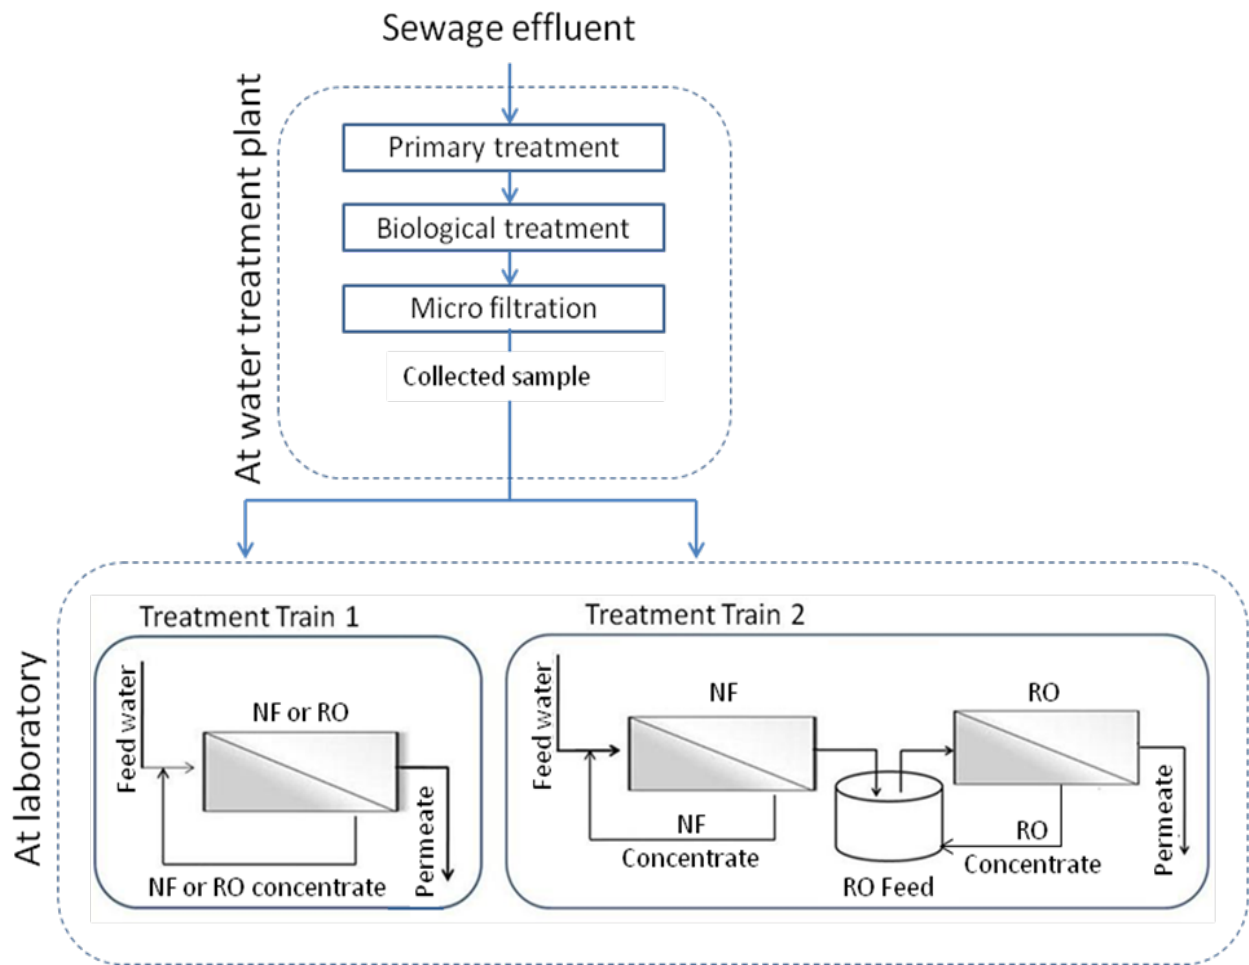 Sewage effluent
At water treatment plant
Primary treatment
Biological treatment
Micro filtration
Collected sample
At laboratory
Treatment Train 1
Feed water
NF or RO
NF or RO concentrate
Permeate
Treatment Train 2
Feed water
NF
NF
Concentrate
RO Feed
RO
RO
Concentrate
Permeate